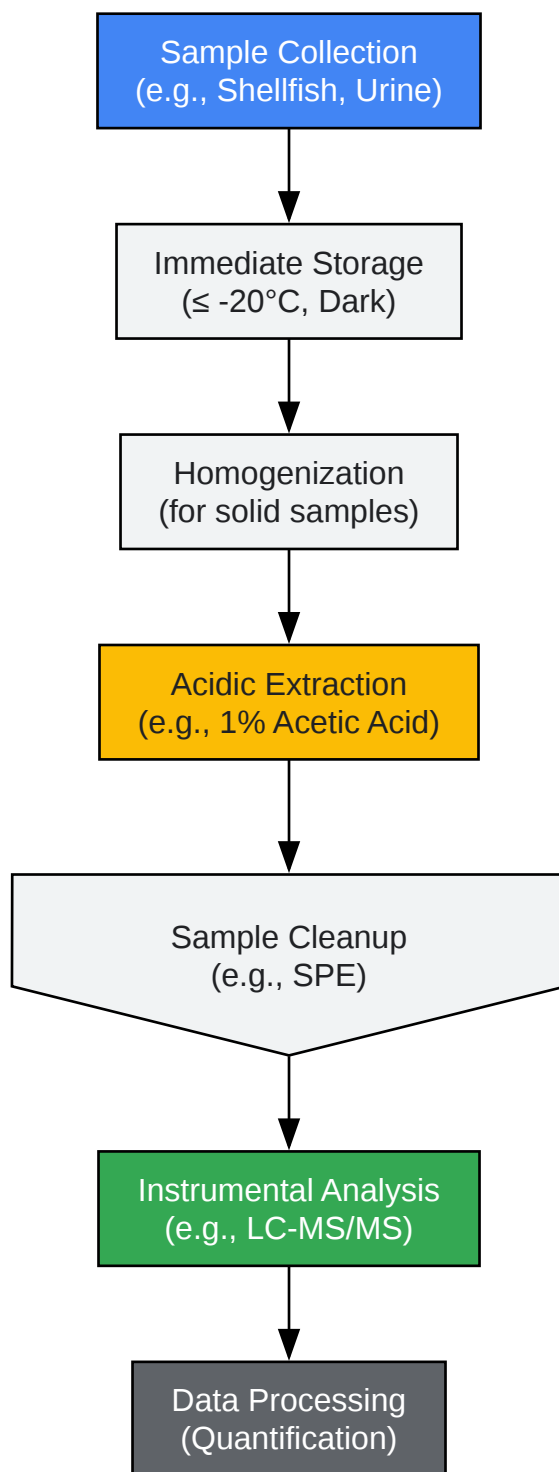 Sample Collection
(e.g., Shellfish, Urine)
Immediate Storage
(≤ -20°C, Dark)
Homogenization
(for solid samples)
Acidic Extraction
(e.g., 1% Acetic Acid)
Sample Cleanup
(e.g., SPE)
Instrumental Analysis
(e.g., LC-MS/MS)
Data Processing
(Quantification)